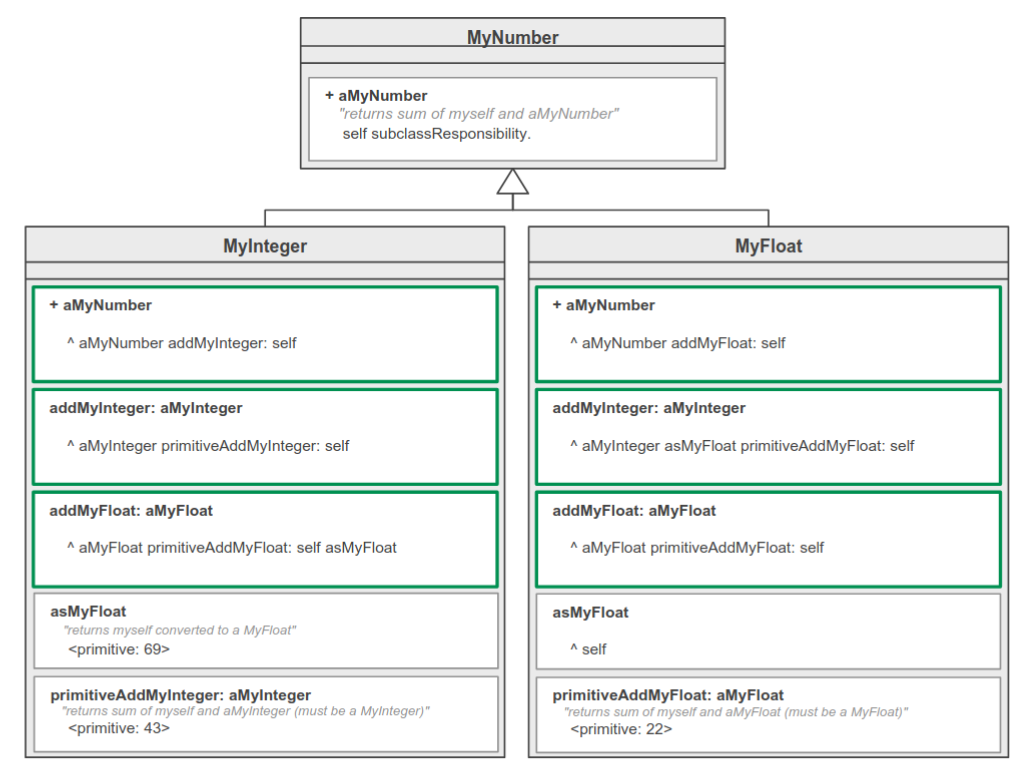 MyNumber
+ aMyNumber
"returns sum of myself and aMyNumber"
self subclassResponsibility.
MyInteger
+ aMyNumber
^ aMyNumber addMyInteger: self
addMyInteger: aMyInteger
^ aMyInteger primitiveAddMyInteger: self
addMyFloat: aMyFloat
^ aMyFloat primitiveAddMyFloat: self asMyFloat
asMyFloat
"returns myself converted to a MyFloat"
<primitive: 69>
primitiveAddMyInteger: aMyInteger
"returns sum of myself and aMyInteger (must be a MyInteger)"
<primitive: 43>
MyFloat
+ aMyNumber
^ aMyNumber addMyFloat: self
addMyInteger: aMyInteger
^ aMyInteger asMyFloat primitiveAddMyFloat: self
addMyFloat: aMyFloat
^ aMyFloat primitiveAddMyFloat: self
asMyFloat
^ self
primitiveAddMyFloat: aMyFloat
"returns sum of myself and aMyFloat (must be a MyFloat)"
<primitive: 22>